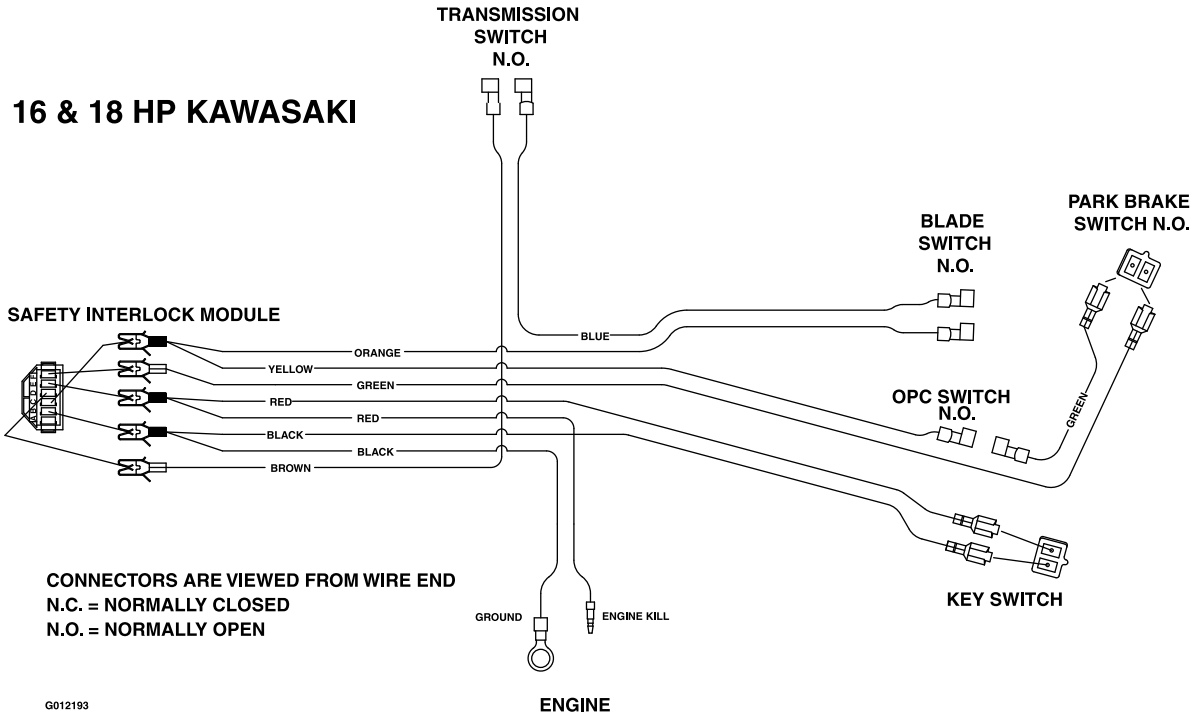 TRANSMISSION
SWITCH
N.O.
16 & 18 HP KAWASAKI
PARK BRAKE
SWITCH N.O.
BLADE
SWITCH
N.O.
SAFETY INTERLOCK MODULE
BLUE
ORANGE
YELLOW
GREEN
RED
RED
BLACK
BLACK
BROWN
OPC SWITCH
N.O.
GREEN
A B C D E F
CONNECTORS ARE VIEWED FROM WIRE END
N.C. = NORMALLY CLOSED
N.O. = NORMALLY OPEN
KEY SWITCH
GROUND
ENGINE KILL
ENGINE
G012193